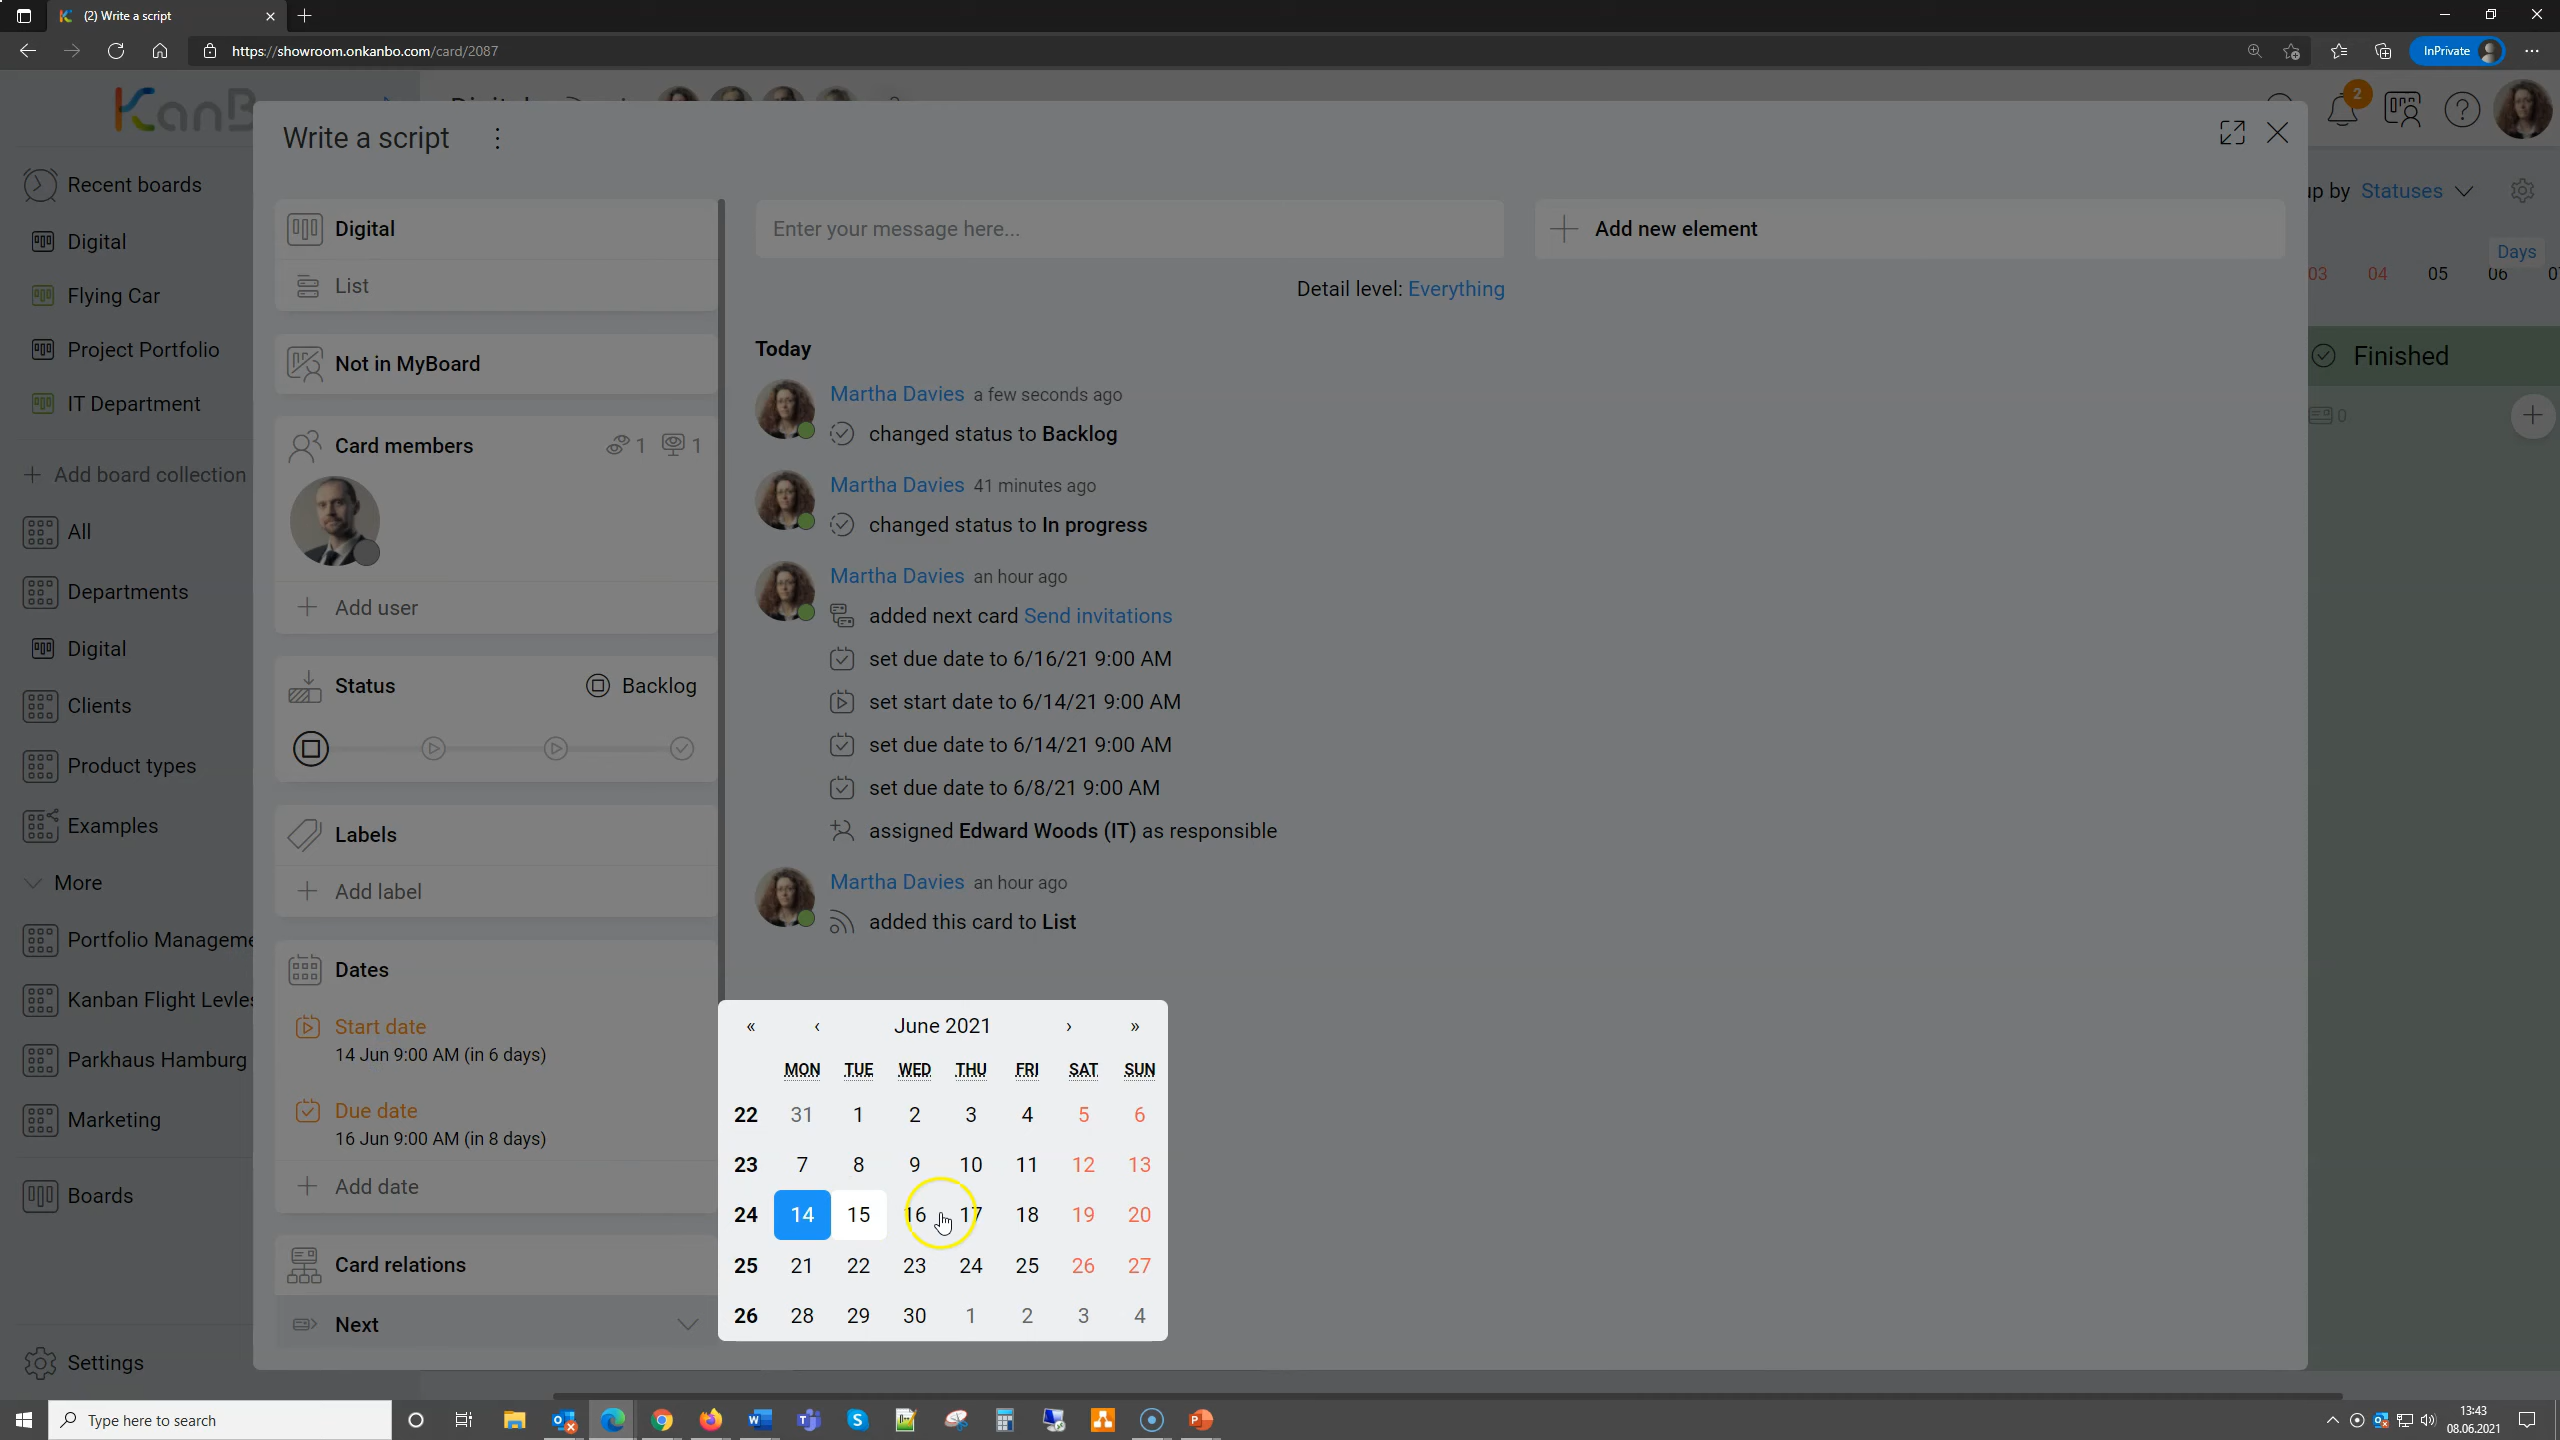 (2) Write a script
https://showroom.onkanbo.com/card/2087
InPrivate
KanB
2
Write a script
Recent boards
Digital
Flying Car
Project Portfolio
IT Department
Add board collection
All
Departments
Digital
Clients
Product types
Examples
More
Portfolio Manageme
Kanban Flight Levles
Parkhaus Hamburg
Marketing
Boards
Settings
Digital
List
Not in MyBoard
Card members 1 1
Add user
Status Backlog
Labels
Add label
Dates
Start date
14 Jun 9:00 AM (in 6 days)
Due date
16 Jun 9:00 AM (in 8 days)
Add date
Card relations
Next
Enter your message here...
Detail level: Everything
Today
Martha Davies a few seconds ago
changed status to Backlog
Martha Davies 41 minutes ago
changed status to In progress
Martha Davies an hour ago
added next card Send invitations
set due date to 6/16/21 9:00 AM
set start date to 6/14/21 9:00 AM
set due date to 6/14/21 9:00 AM
set due date to 6/8/21 9:00 AM
assigned Edward Woods (IT) as responsible
Martha Davies an hour ago
added this card to List
« ‹ June 2021 › »
MON TUE WED THU FRI SAT SUN
22 31 1 2 3 4 5 6
23 7 8 9 10 11 12 13
24 14 15 16 17 18 19 20
25 21 22 23 24 25 26 27
26 28 29 30 1 2 3 4
Add new element
up by Statuses
Days
03 04 05 06
Finished
0
Type here to search
13:43
08.06.2021